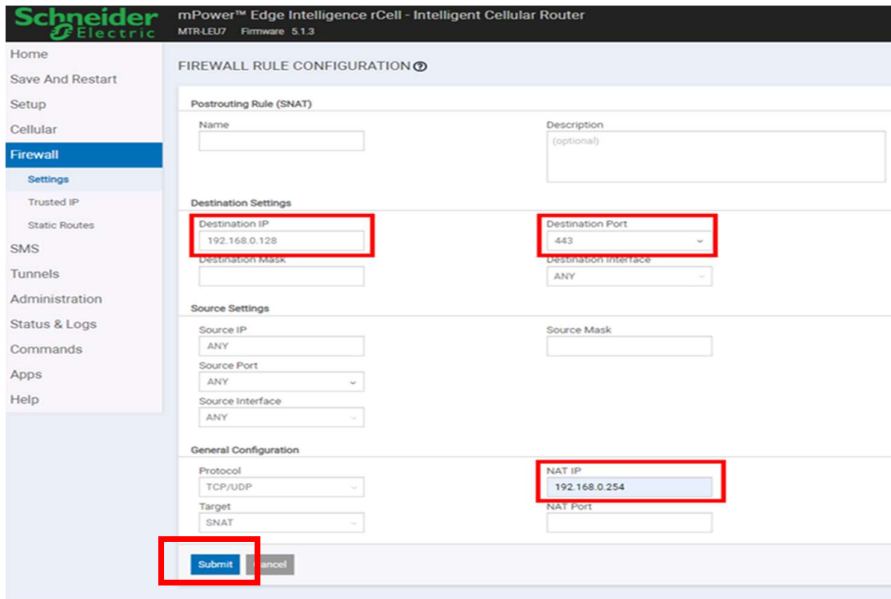 Schneider Electric
mPower™ Edge Intelligence rCell - Intelligent Cellular Router
MTR-LEU7 Firmware 5.1.3
Home
Save And Restart
Setup
Cellular
Firewall
Settings
Trusted IP
Static Routes
SMS
Tunnels
Administration
Status & Logs
Commands
Apps
Help
FIREWALL RULE CONFIGURATION ?
Postrouting Rule (SNAT)
Name
Description
(optional)
Destination Settings
Destination IP
192.168.0.128
Destination Port
443
Destination Mask
Destination Interface
ANY
Source Settings
Source IP
ANY
Source Mask
Source Port
ANY
Source Interface
ANY
General Configuration
Protocol
TCP/UDP
NAT IP
192.168.0.254
Target
SNAT
NAT Port
Submit
ancel